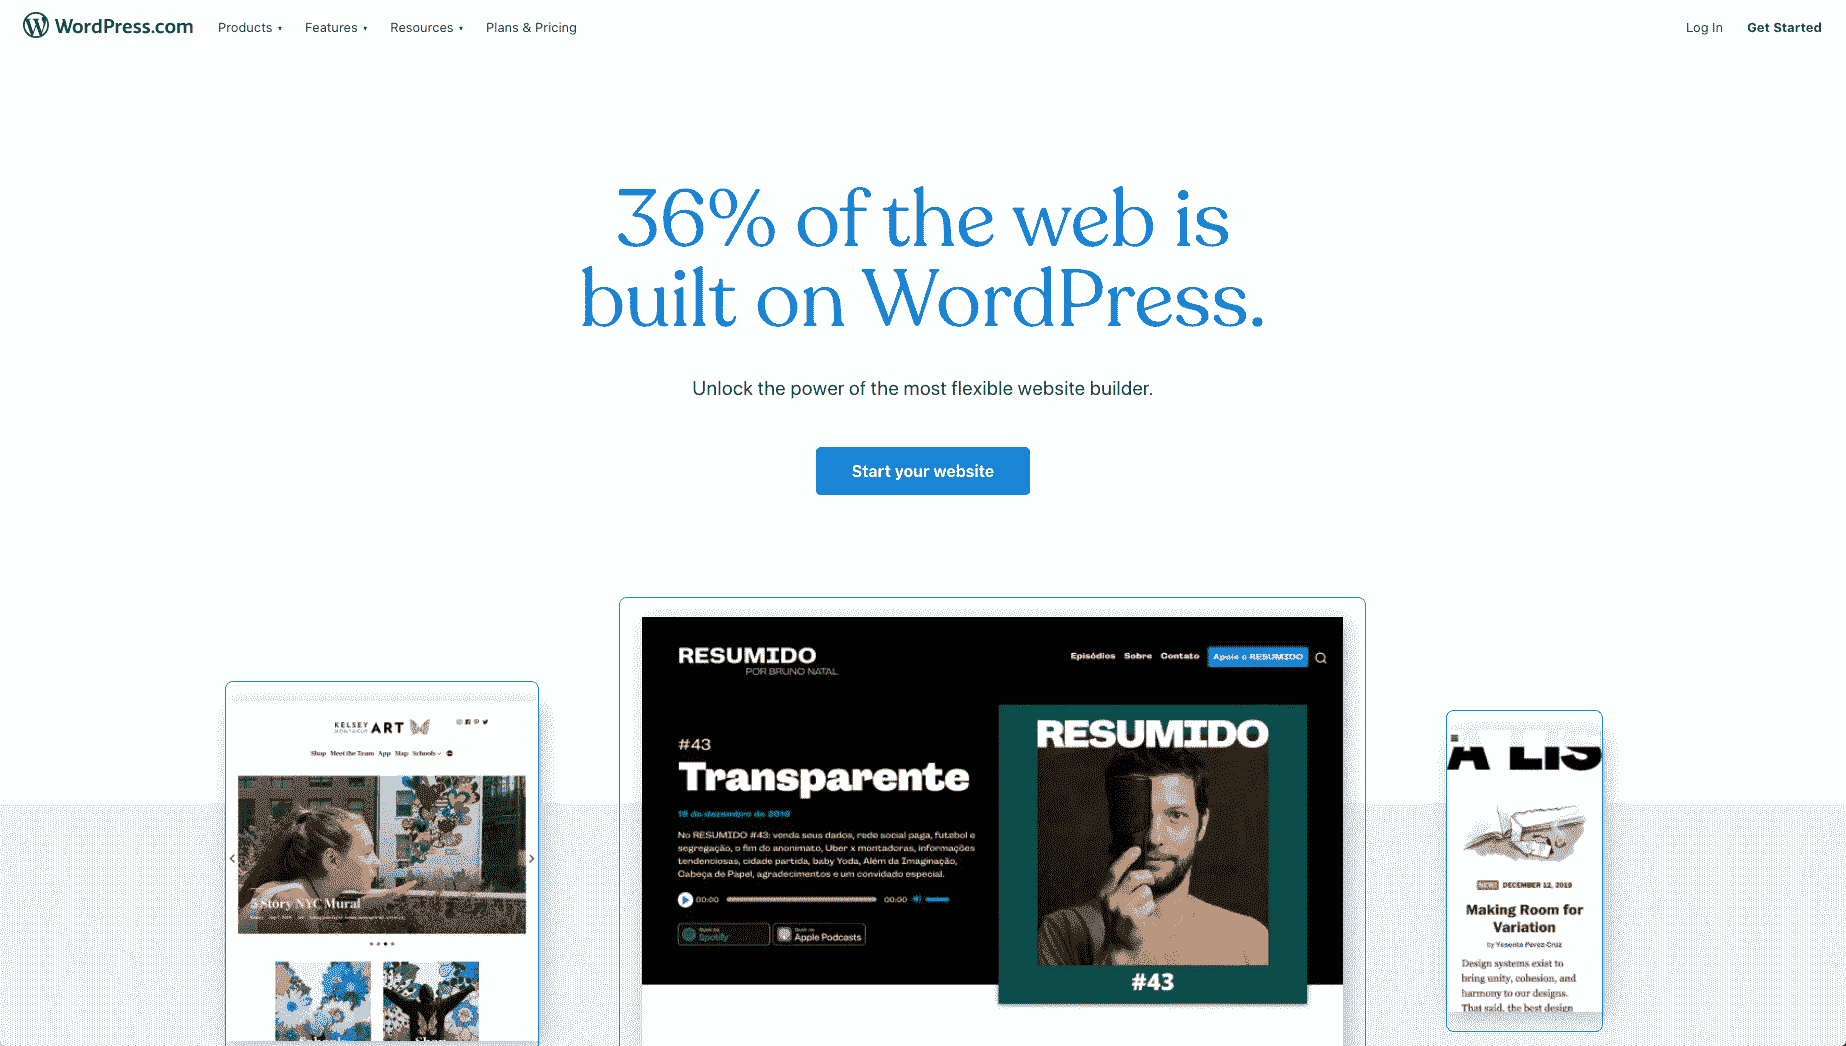 WordPress.com Products Features Resources Plans & Pricing Log In Get Started
36% of the web is
built on WordPress.
Unlock the power of the most flexible website builder.
Start your website
KELSEY
MONTAGUE
ART
Shop Meet the Team App Map Schools
5 Story NYC Mural
RESUMIDO
POR BRUNO NATAL
Episódios Sobre Contato Apoie o RESUMIDO
#43
Transparente
18 de dezembro de 2019
No RESUMIDO #43: venda seus dados, rede social paga, futebol e
segregação, o fim do anonimato, Uber x montadoras, informações
tendenciosas, cidade partida, baby Yoda, Além da Imaginação,
Cabeça de Papel, agradecimentos e um convidado especial.
00:00 00:00
Spotify
Apple Podcasts
RESUMIDO
#43
A LIS
NEWS DECEMBER 12, 2019
Making Room for
Variation
by Yesenia Perez-Cruz
Design systems exist to
bring unity, cohesion, and
harmony to our designs.
That said, the best design